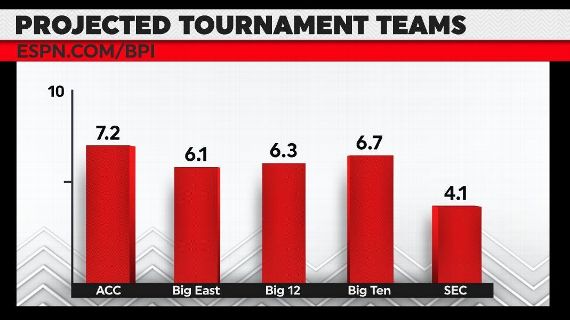 PROJECTED TOURNAMENT TEAMS
ESPN.COM/BPI
10
7.2
6.1
6.3
6.7
4.1
ACC
Big East
Big 12
Big Ten
SEC